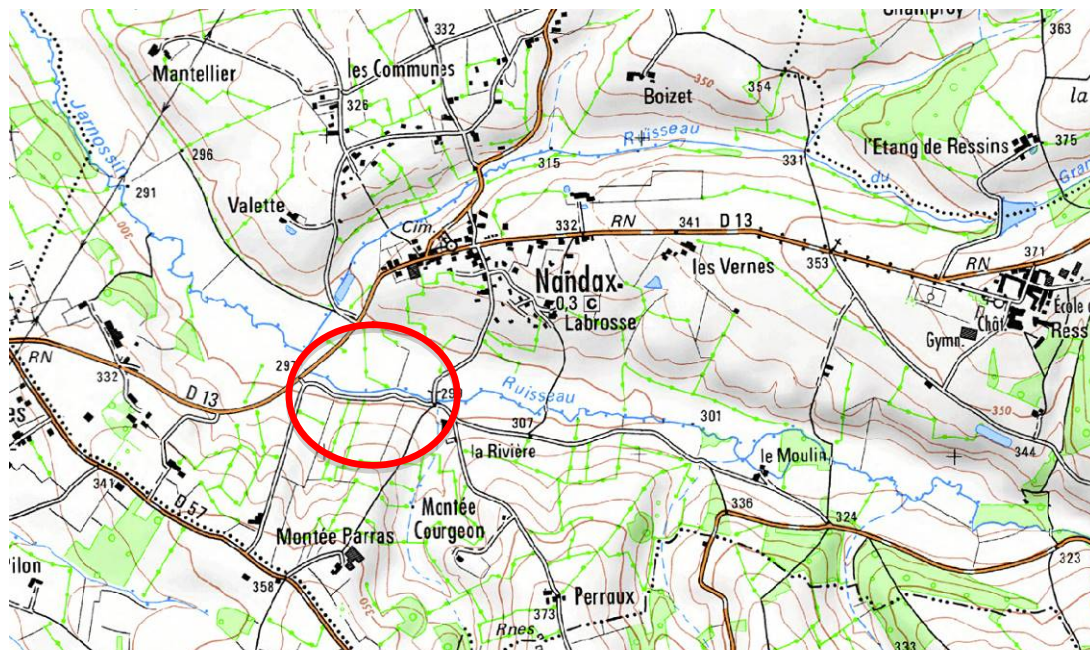 Champroy
363
332
Mantellier
les Communes
350
354
la
Boizet
326
Jarnossin
Ruisseau
l'Etang de Ressins
375
296
315
331
291
du
Valette
Cim.
332
RN
341
D 13
300
353
RN
371
Nandax
0,3
C
les Vernes
Labrosse
École
Chât.
Gymn.
Ress
297
RN
332
D 13
Ruisseau
301
350
307
la Rivière
le Moulin
344
341
D 57
Montée
Courgeon
336
324
Montée Parras
323
358
350
373
Perraux
Rnes
333